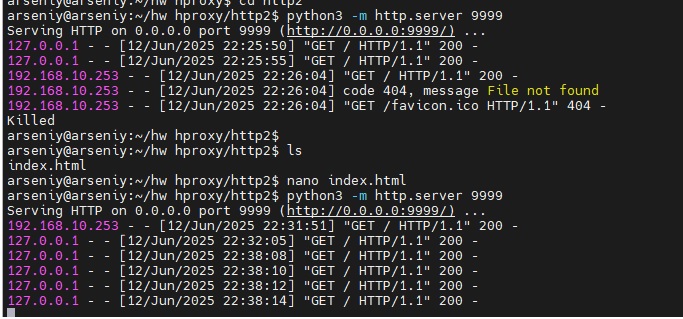 arseniy@arseniy:~/hw hproxy$ cd http2
arseniy@arseniy:~/hw hproxy/http2$ python3 -m http.server 9999
Serving HTTP on 0.0.0.0 port 9999 (http://0.0.0.0:9999/) ...
127.0.0.1 - - [12/Jun/2025 22:25:50] "GET / HTTP/1.1" 200 -
127.0.0.1 - - [12/Jun/2025 22:25:55] "GET / HTTP/1.1" 200 -
192.168.10.253 - - [12/Jun/2025 22:26:04] "GET / HTTP/1.1" 200 -
192.168.10.253 - - [12/Jun/2025 22:26:04] code 404, message File not found
192.168.10.253 - - [12/Jun/2025 22:26:04] "GET /favicon.ico HTTP/1.1" 404 -
Killed
arseniy@arseniy:~/hw hproxy/http2$
arseniy@arseniy:~/hw hproxy/http2$ ls
index.html
arseniy@arseniy:~/hw hproxy/http2$ nano index.html
arseniy@arseniy:~/hw hproxy/http2$ python3 -m http.server 9999
Serving HTTP on 0.0.0.0 port 9999 (http://0.0.0.0:9999/) ...
192.168.10.253 - - [12/Jun/2025 22:31:51] "GET / HTTP/1.1" 200 -
127.0.0.1 - - [12/Jun/2025 22:32:05] "GET / HTTP/1.1" 200 -
127.0.0.1 - - [12/Jun/2025 22:38:08] "GET / HTTP/1.1" 200 -
127.0.0.1 - - [12/Jun/2025 22:38:10] "GET / HTTP/1.1" 200 -
127.0.0.1 - - [12/Jun/2025 22:38:12] "GET / HTTP/1.1" 200 -
127.0.0.1 - - [12/Jun/2025 22:38:14] "GET / HTTP/1.1" 200 -